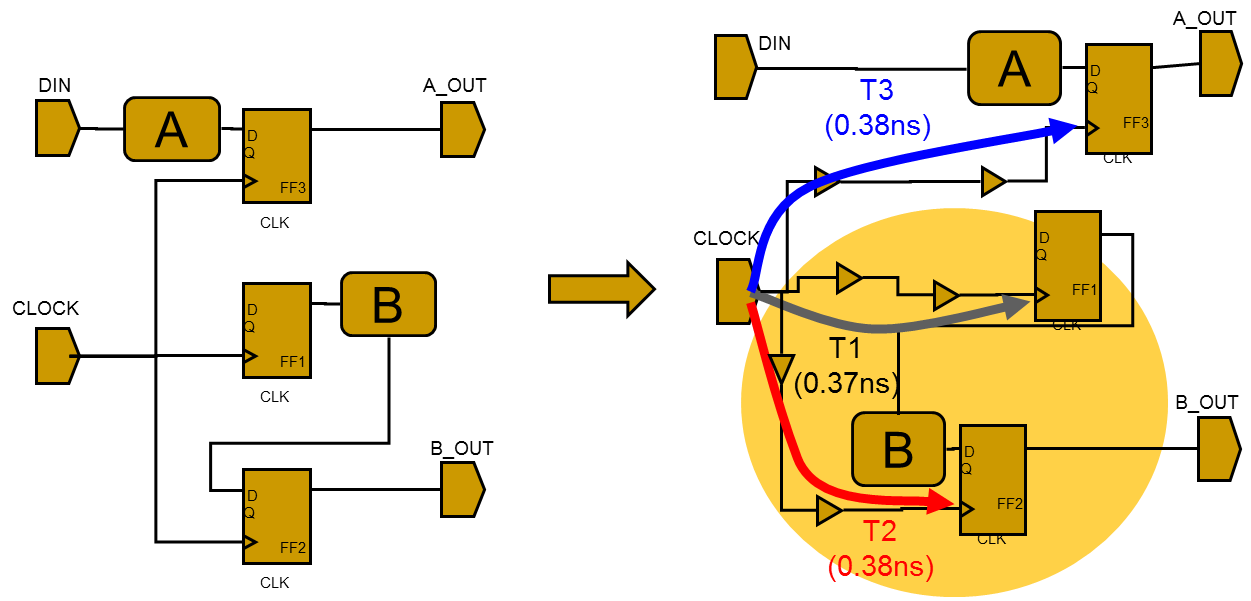 DIN
A
D
Q
FF3
CLK
A_OUT
CLOCK
D
Q
FF1
CLK
B
D
Q
FF2
CLK
B_OUT
DIN
A
D
Q
FF3
CLK
A_OUT
T3
(0.38ns)
CLOCK
D
Q
FF1
CLK
T1
(0.37ns)
B
D
Q
FF2
CLK
B_OUT
T2
(0.38ns)